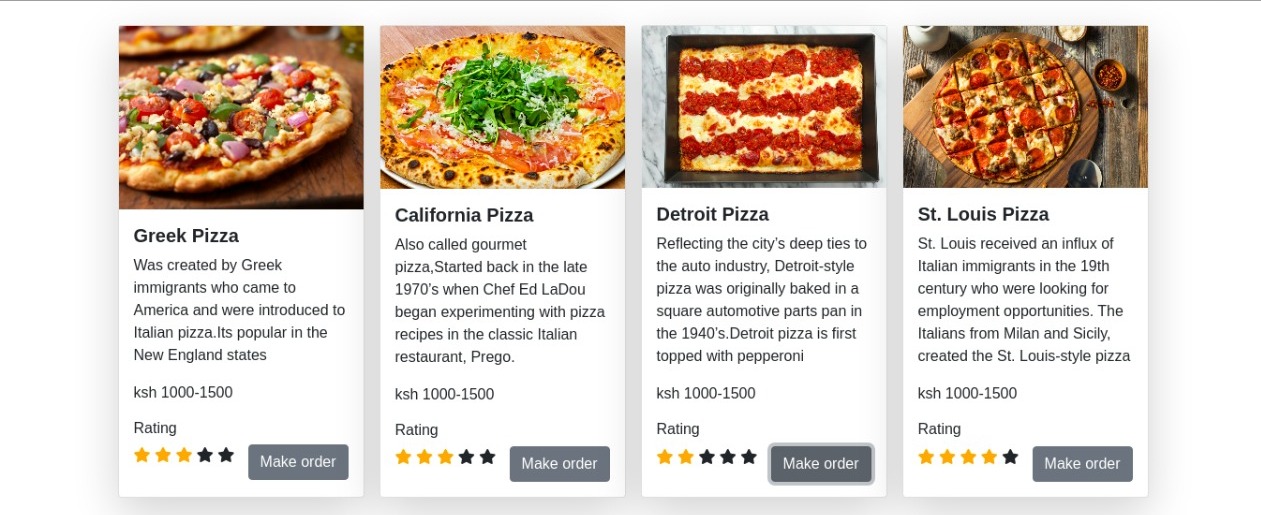 Greek Pizza
Was created by Greek
immigrants who came to
America and were introduced to
Italian pizza.Its popular in the
New England states
ksh 1000-1500
Rating
Make order
California Pizza
Also called gourmet
pizza,Started back in the late
1970’s when Chef Ed LaDou
began experimenting with pizza
recipes in the classic Italian
restaurant, Prego.
ksh 1000-1500
Rating
Make order
Detroit Pizza
Reflecting the city’s deep ties to
the auto industry, Detroit-style
pizza was originally baked in a
square automotive parts pan in
the 1940’s.Detroit pizza is first
topped with pepperoni
ksh 1000-1500
Rating
Make order
St. Louis Pizza
St. Louis received an influx of
Italian immigrants in the 19th
century who were looking for
employment opportunities. The
Italians from Milan and Sicily,
created the St. Louis-style pizza
ksh 1000-1500
Rating
Make order